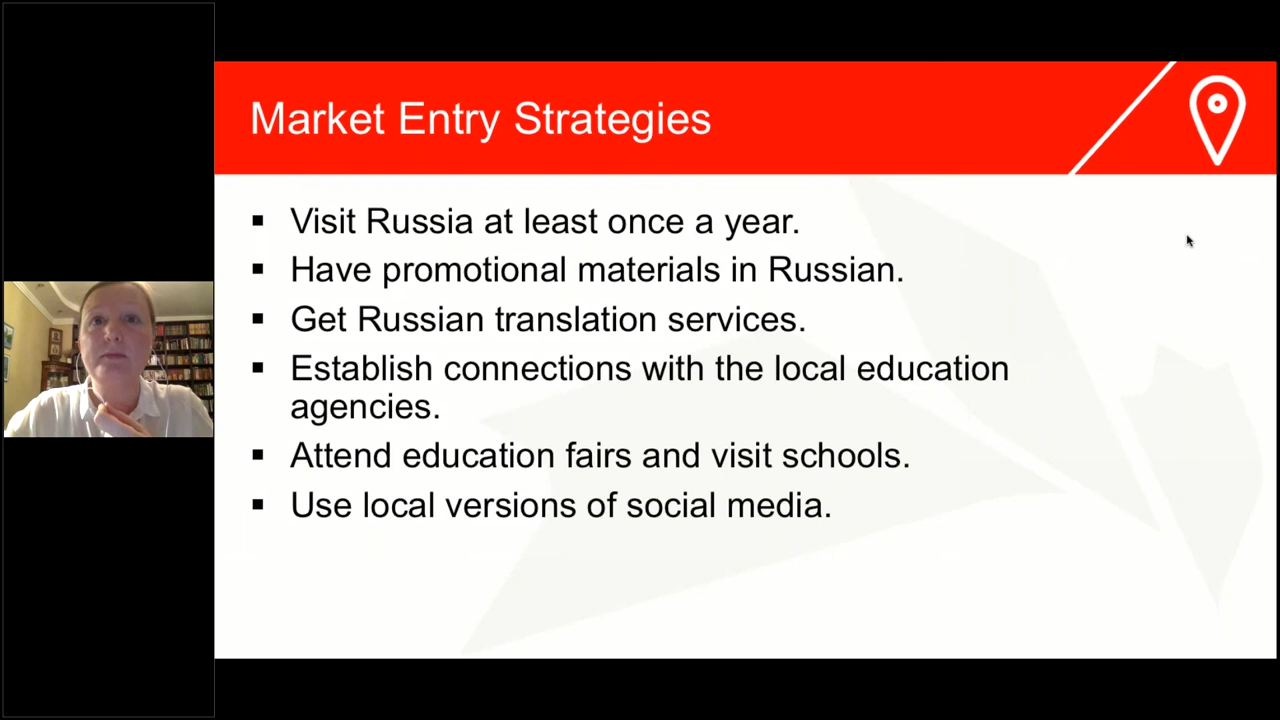 Market Entry Strategies
▪ Visit Russia at least once a year.
▪ Have promotional materials in Russian.
▪ Get Russian translation services.
▪ Establish connections with the local education
agencies.
▪ Attend education fairs and visit schools.
▪ Use local versions of social media.